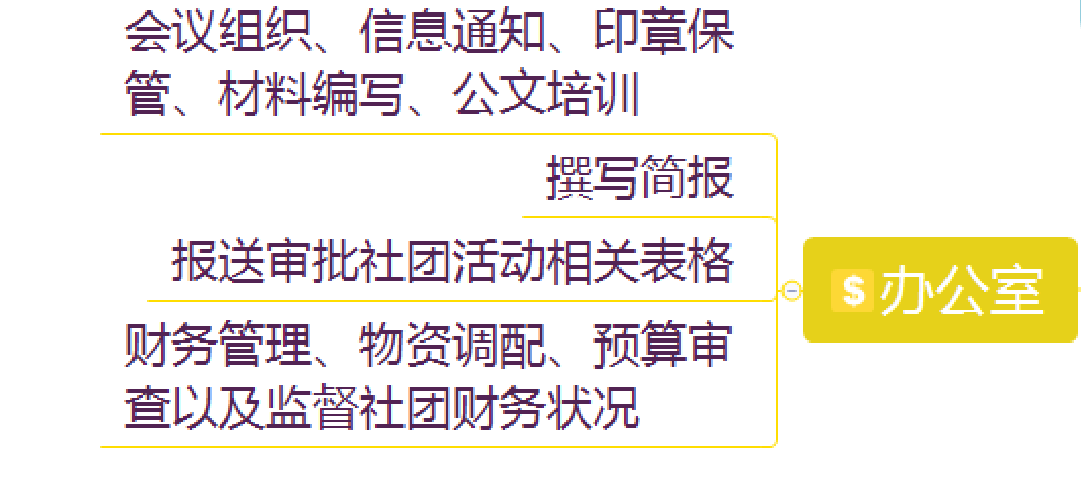 会议组织、信息通知、印章保
管、材料编写、公文培训
撰写简报
报送审批社团活动相关表格
财务管理、物资调配、预算审
查以及监督社团财务状况
$办公室